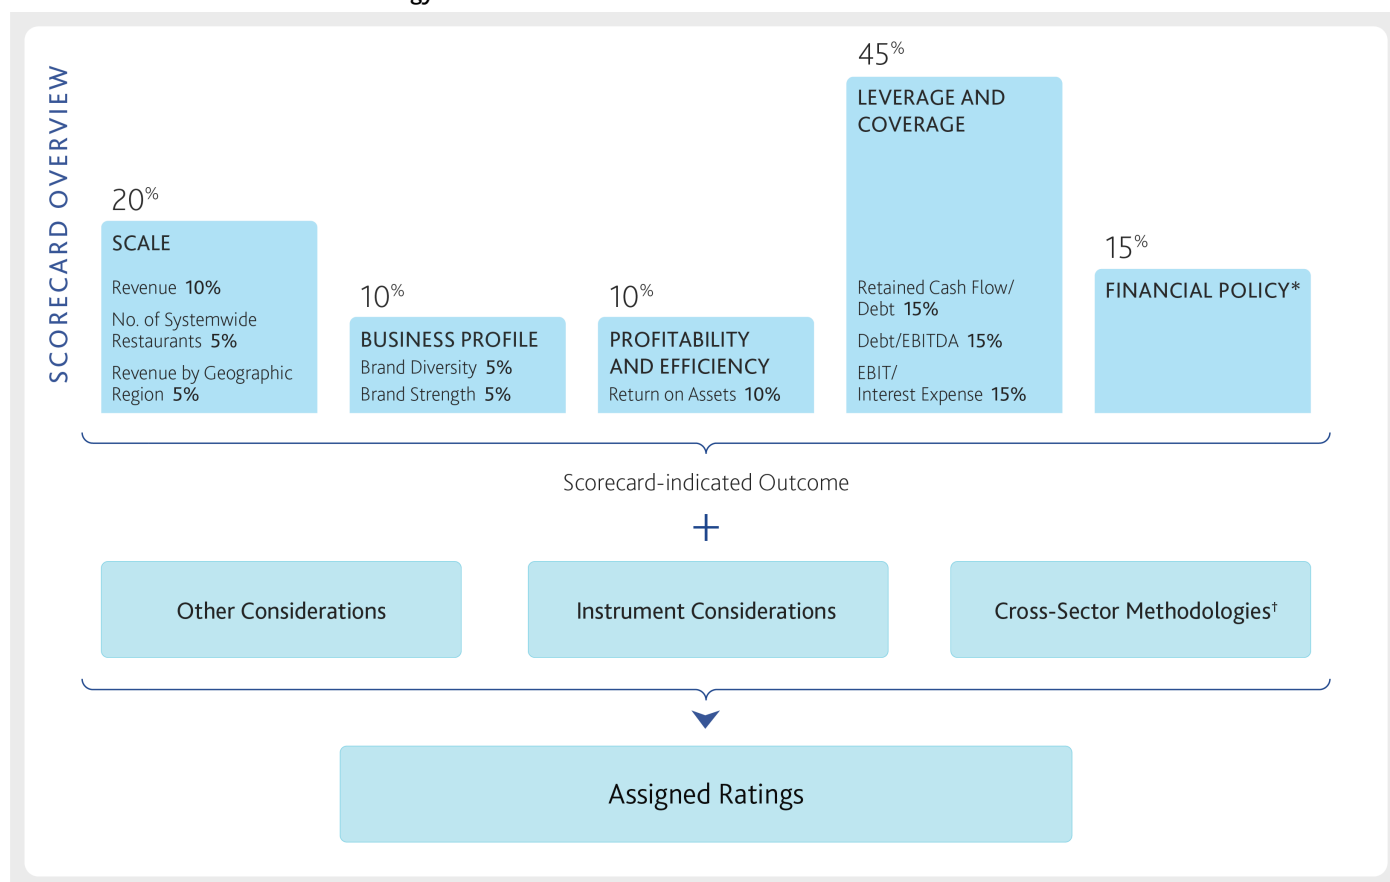 SCORECARD OVERVIEW
20%
SCALE
Revenue 10%
No. of Systemwide
Restaurants 5%
Revenue by Geographic
Region 5%
10%
BUSINESS PROFILE
Brand Diversity 5%
Brand Strength 5%
10%
PROFITABILITY
AND EFFICIENCY
Return on Assets 10%
45%
LEVERAGE AND
COVERAGE
Retained Cash Flow/
Debt 15%
Debt/EBITDA 15%
EBIT/
Interest Expense 15%
15%
FINANCIAL POLICY*
Scorecard-indicated Outcome
+
Other Considerations
Instrument Considerations
Cross-Sector Methodologies†
Assigned Ratings